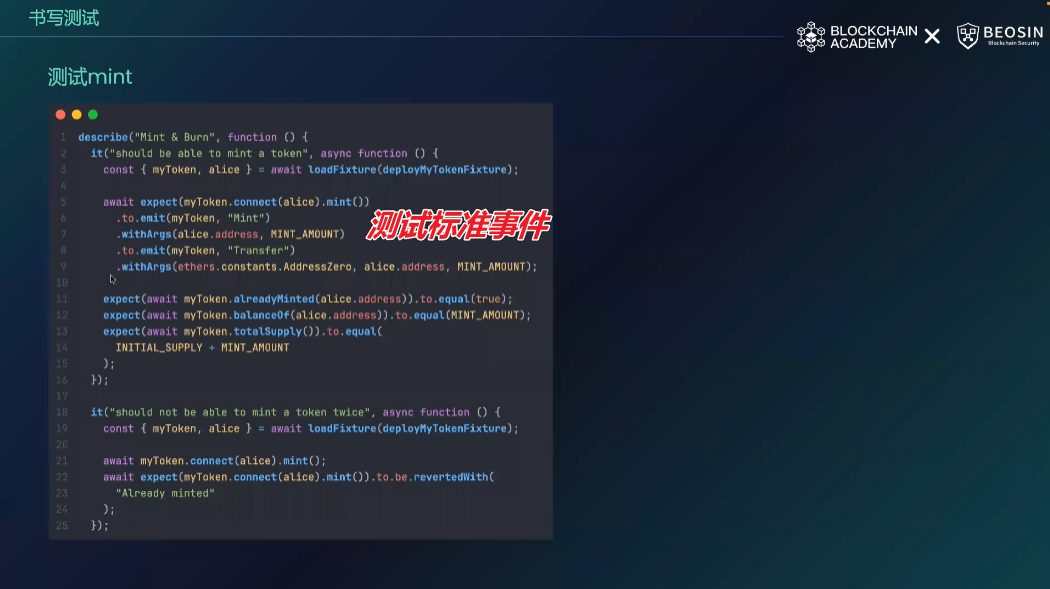 书写测试
BLOCKCHAIN
ACADEMY
BEOSIN
Blockchain Security
测试mint
1 describe("Mint & Burn", function () {
2 it("should be able to mint a token", async function () {
3 const { myToken, alice } = await loadFixture(deployMyTokenFixture);
4
5 await expect(myToken.connect(alice).mint())
6 .to.emit(myToken, "Mint")
7 .withArgs(alice.address, MINT_AMOUNT)
8 .to.emit(myToken, "Transfer")
9 .withArgs(ethers.constants.AddressZero, alice.address, MINT_AMOUNT);
测试标准事件
10
11 expect(await myToken.alreadyMinted(alice.address)).to.equal(true);
12 expect(await myToken.balanceOf(alice.address)).to.equal(MINT_AMOUNT);
13 expect(await myToken.totalSupply()).to.equal(
14 INITIAL_SUPPLY + MINT_AMOUNT
15 );
16 });
17
18 it("should not be able to mint a token twice", async function () {
19 const { myToken, alice } = await loadFixture(deployMyTokenFixture);
20
21 await myToken.connect(alice).mint();
22 await expect(myToken.connect(alice).mint()).to.be.revertedWith(
23 "Already minted"
24 );
25 });